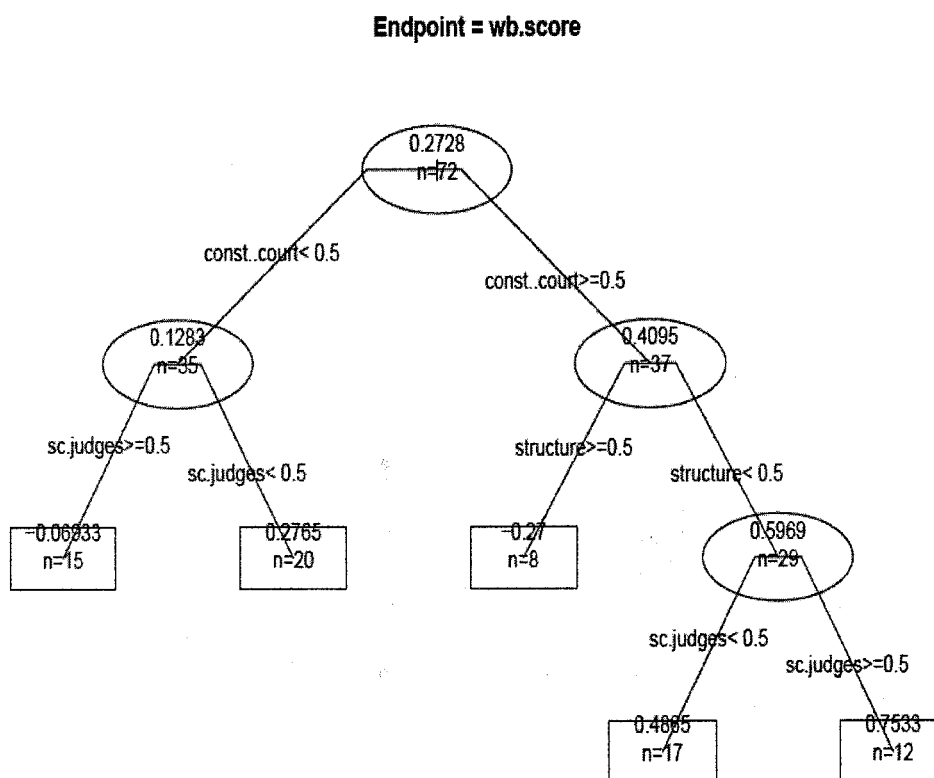 Endpoint = wb.score
0.2728
n=72
const..court< 0.5
const..court>=0.5
0.1283
n=35
0.4095
n=37
sc.judges>=0.5
sc.judges< 0.5
structure>=0.5
structure< 0.5
-0.06933
n=15
0.2765
n=20
-0.27
n=8
0.5969
n=29
sc.judges< 0.5
sc.judges>=0.5
0.4865
n=17
0.7533
n=12